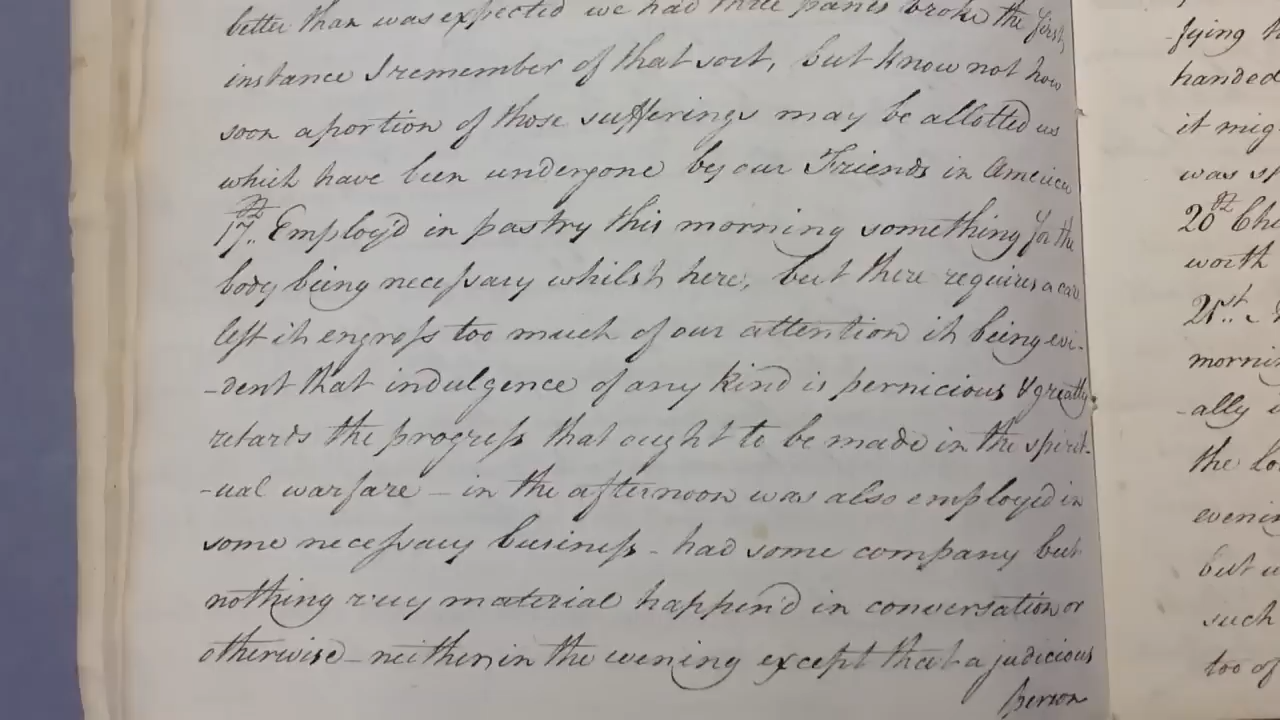 better than was expected we had three panes broke the first
instance I remember of that sort, but know not how
soon a portion of those sufferings may be allotted us
which have been undergone by our Friends in America
17.th Employ'd in pastry this morning something for the
body being necessary whilst here, but there requires a care
lest it engross too much of our attention it being evi-
-dent that indulgence of any kind is pernicious & greatly
retards the progress that ought to be made in the spirit-
-ual warfare – in the afternoon was also employ'd in
some necessary business – had some company but
nothing very material happen'd in conversation or
otherwise – neither in the evening except that a judicious
person
-fying
handed
it mig
was sp
20th Che
worth
21st..
mornin
-ally
the lo
evenin
but
such
too of